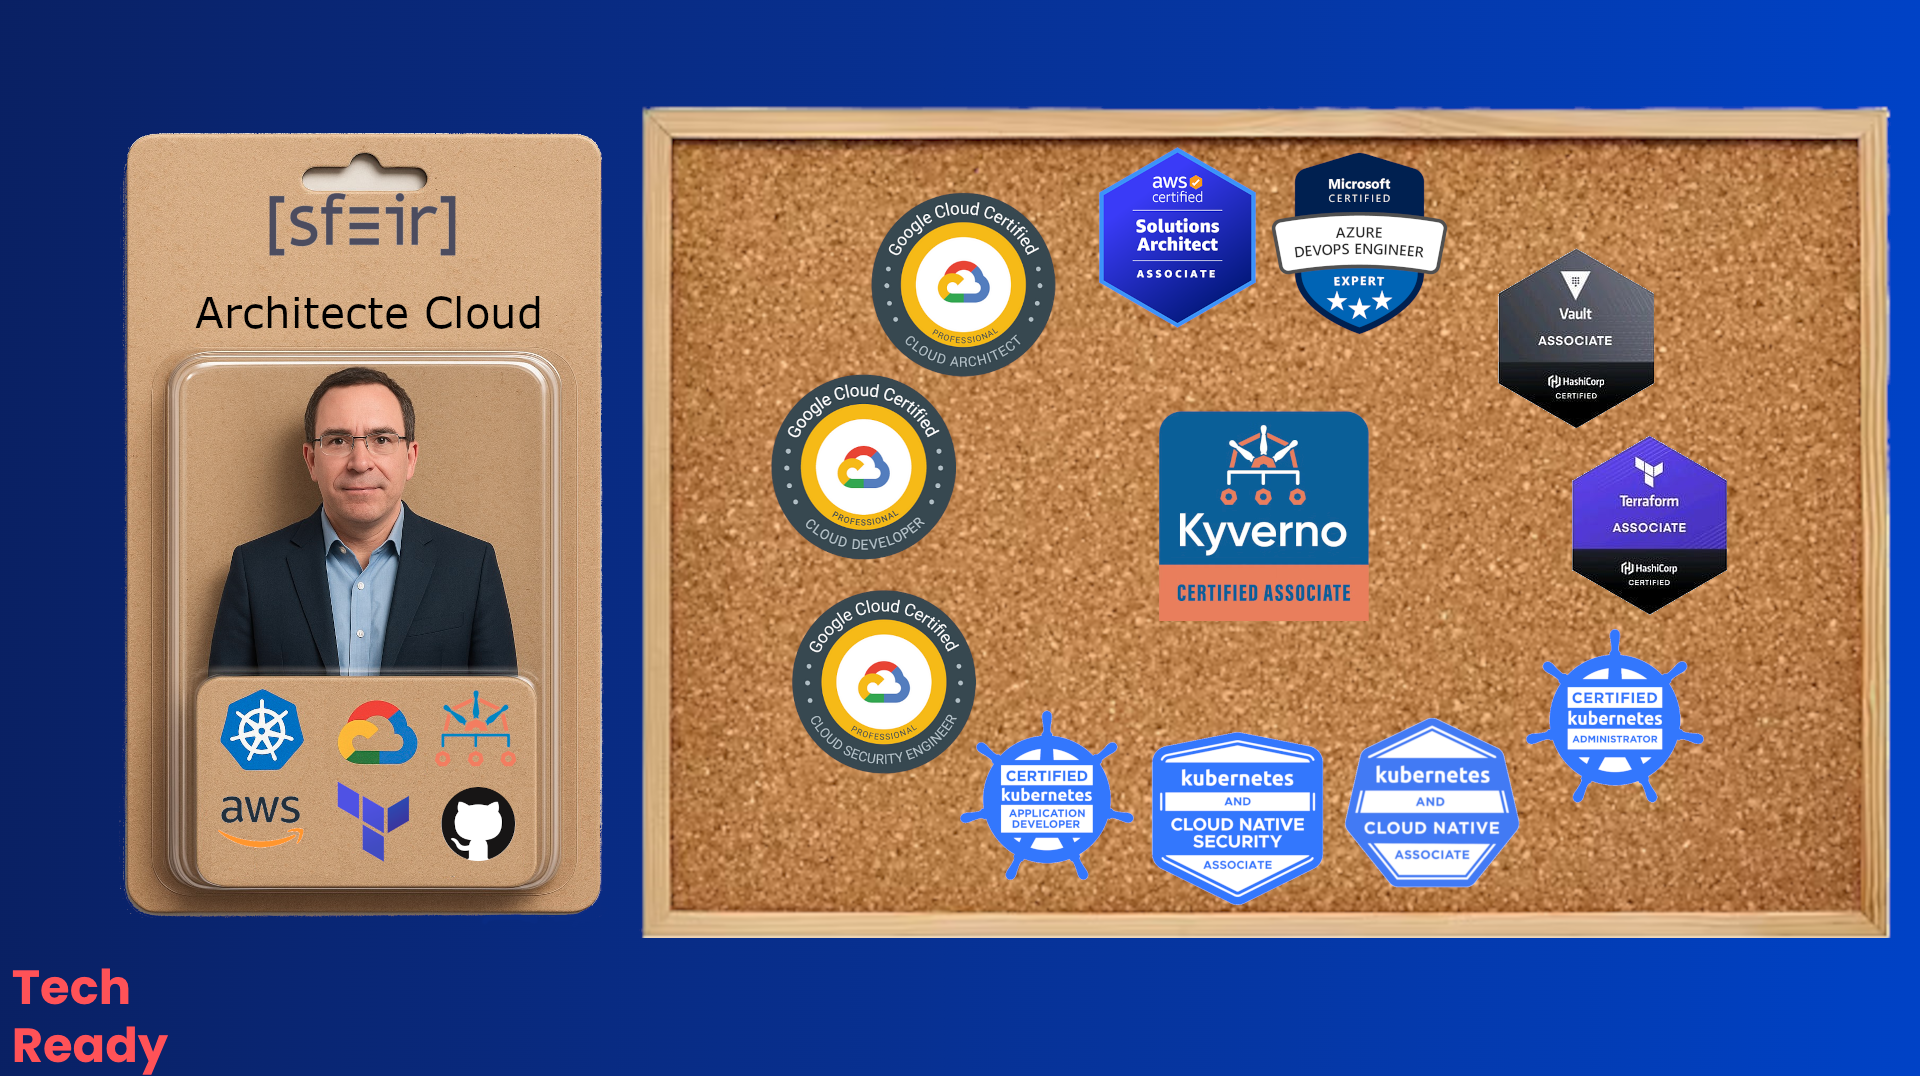 [sfeir]
Architecte Cloud
aws
Google Cloud Certified
PROFESSIONAL
CLOUD ARCHITECT
aws
certified
Solutions
Architect
ASSOCIATE
Microsoft
CERTIFIED
AZURE
DEVOPS ENGINEER
EXPERT
Vault
ASSOCIATE
HashiCorp
CERTIFIED
Google Cloud Certified
PROFESSIONAL
CLOUD DEVELOPER
Kyverno
CERTIFIED ASSOCIATE
Terraform
ASSOCIATE
HashiCorp
CERTIFIED
Google Cloud Certified
PROFESSIONAL
CLOUD SECURITY ENGINEER
CERTIFIED
kubernetes
APPLICATION
DEVELOPER
kubernetes
AND
CLOUD NATIVE
SECURITY
ASSOCIATE
kubernetes
AND
CLOUD NATIVE
ASSOCIATE
CERTIFIED
kubernetes
ADMINISTRATOR
Tech
Ready